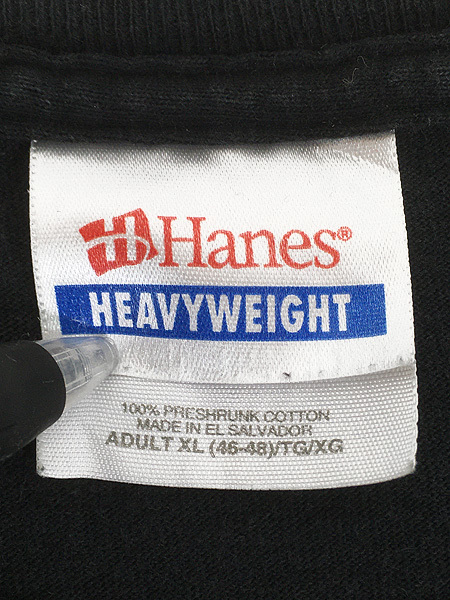 Hanes®
HEAVYWEIGHT
100% PRESHRUNK COTTON
MADE IN EL SALVADOR
ADULT XL (46-48)/TG/XG